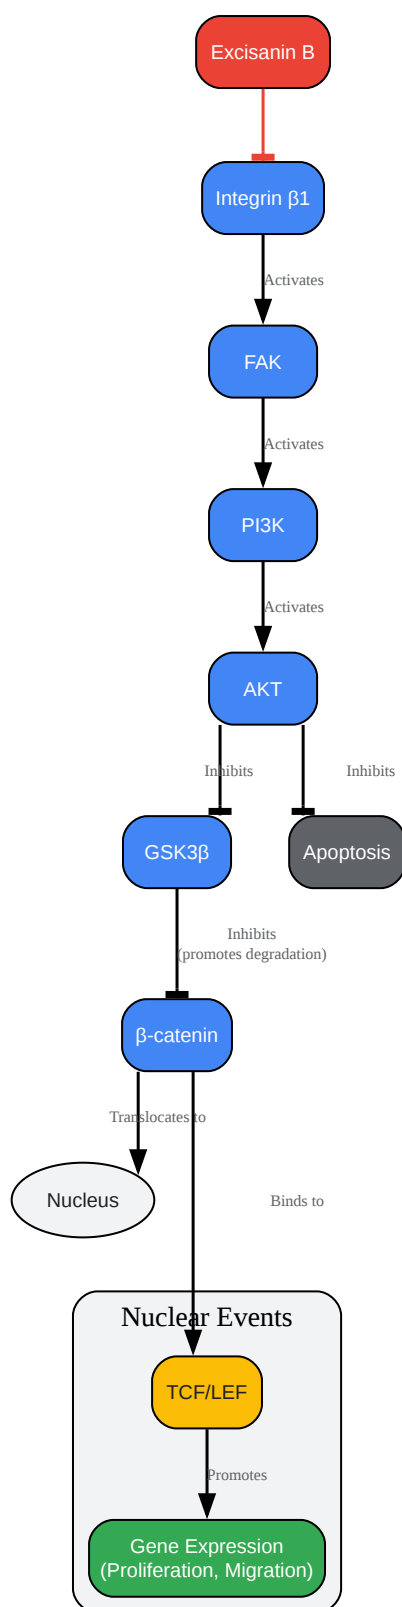 Excisanin B
Integrin β1
Activates
FAK
Activates
PI3K
Activates
AKT
Inhibits
Inhibits
GSK3β
Apoptosis
Inhibits
(promotes degradation)
β-catenin
Translocates to
Nucleus
Binds to
Nuclear Events
TCF/LEF
Promotes
Gene Expression
(Proliferation, Migration)